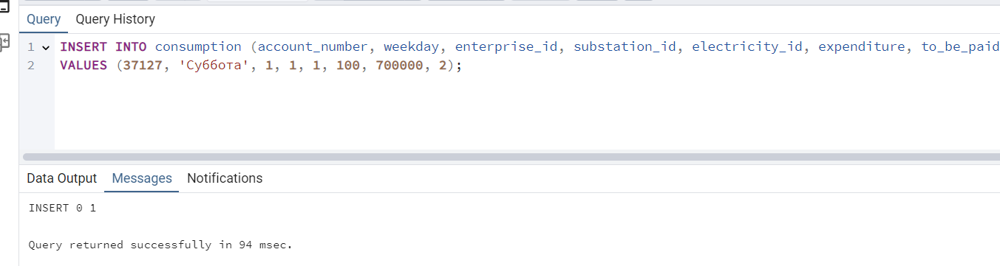 Query Query History
1 INSERT INTO consumption (account_number, weekday, enterprise_id, substation_id, electricity_id, expenditure, to_be_paid
2 VALUES (37127, 'Суббота', 1, 1, 1, 100, 700000, 2);
Data Output Messages Notifications
INSERT 0 1
Query returned successfully in 94 msec.